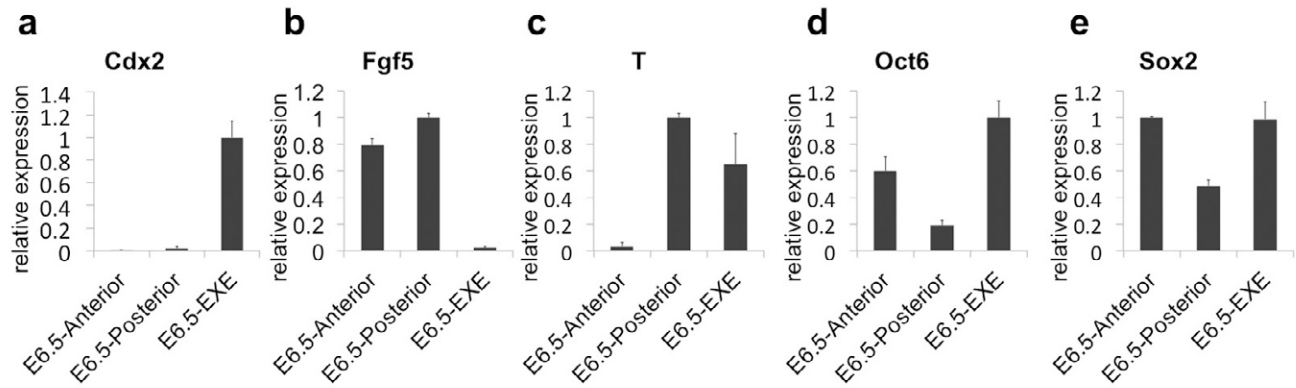 a
Cdx2
relative expression
1.4
1.2
1
0.8
0.6
0.4
0.2
0
E6.5-Anterior
E6.5-Posterior
E6.5-EXE
b
Fgf5
relative expression
1.2
1
0.8
0.6
0.4
0.2
0
E6.5-Anterior
E6.5-Posterior
E6.5-EXE
c
T
relative expression
1.2
1
0.8
0.6
0.4
0.2
0
E6.5-Anterior
E6.5-Posterior
E6.5-EXE
d
Oct6
relative expression
1.2
1
0.8
0.6
0.4
0.2
0
E6.5-Anterior
E6.5-Posterior
E6.5-EXE
e
Sox2
relative expression
1.2
1
0.8
0.6
0.4
0.2
0
E6.5-Anterior
E6.5-Posterior
E6.5-EXE